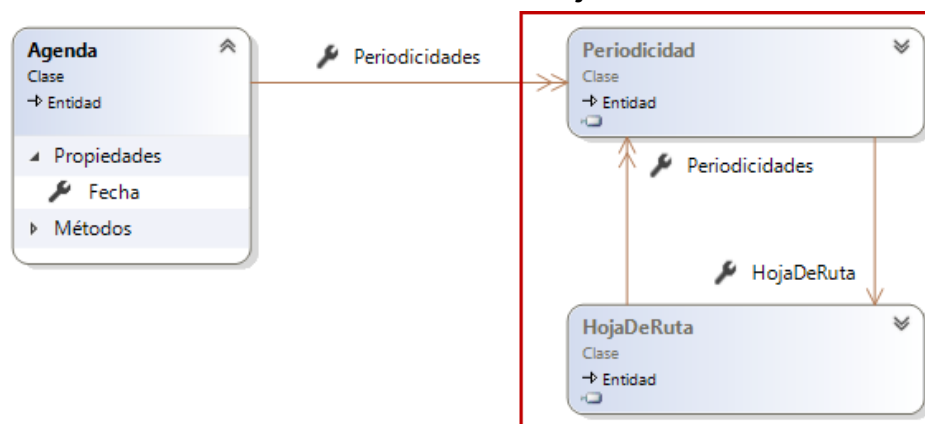 Agenda
Clase
Entidad
Propiedades
Fecha
Métodos
Periodicidades
Periodicidad
Clase
Entidad
Periodicidades
HojaDeRuta
HojaDeRuta
Clase
Entidad